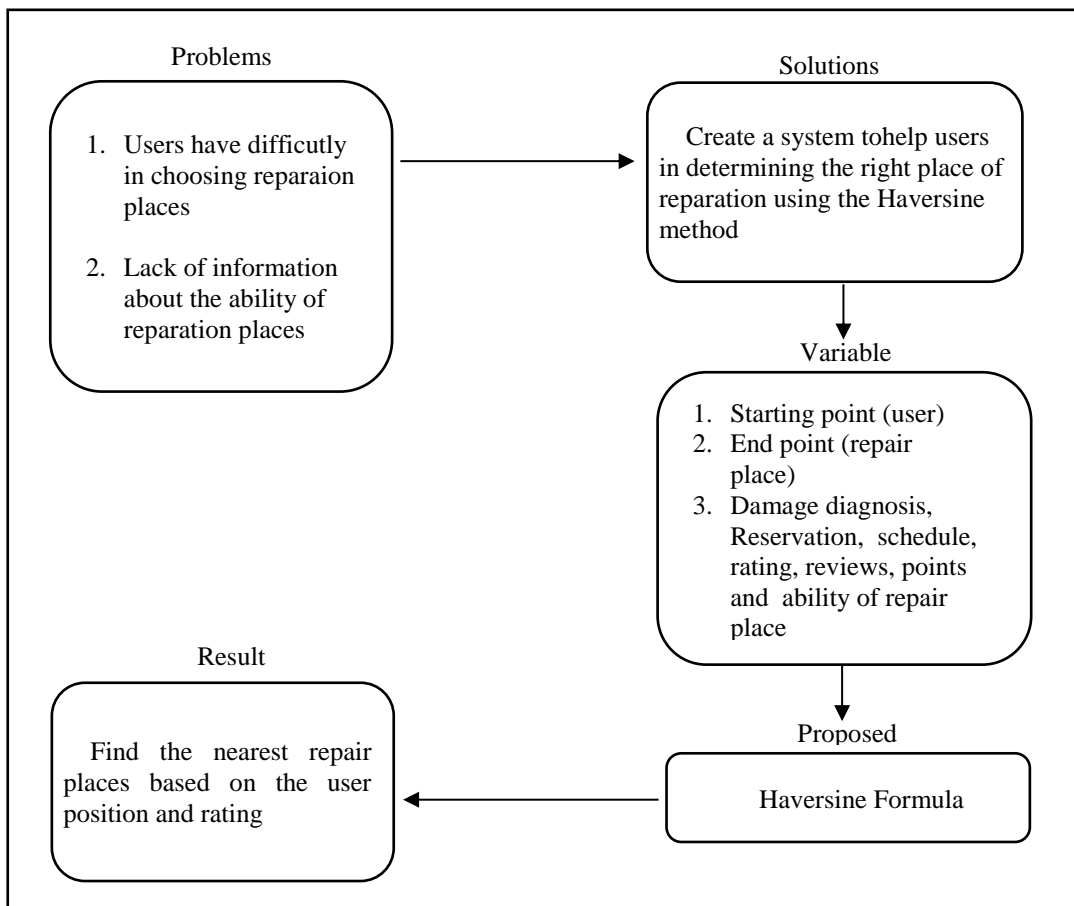 Problems
1. Users have difficutly
in choosing reparaion
places
2. Lack of information
about the ability of
reparation places
Solutions
Create a system tohelp users
in determining the right place of
reparation using the Haversine
method
Variable
1. Starting point (user)
2. End point (repair
place)
3. Damage diagnosis,
Reservation, schedule,
rating, reviews, points
and ability of repair
place
Proposed
Haversine Formula
Result
Find the nearest repair
places based on the user
position and rating